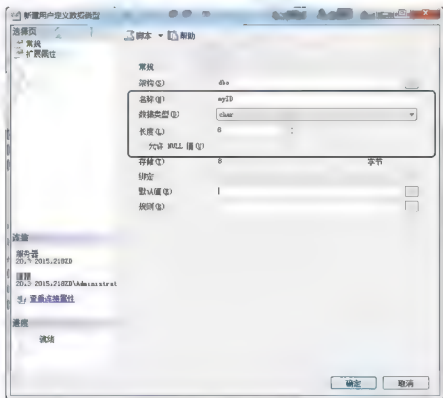 新建用户定义数据类型
选择页
常规
扩展属性
脚本 帮助
常规
架构(S) dbo
名称(N) myID
数据类型(D) char
长度(L) 8
允许 NULL 值(U)
存储(T) 8 字节
绑定
默认值(E)
规则(R)
连接
服务器
连接
查看连接属性
进度
就绪
确定 取消